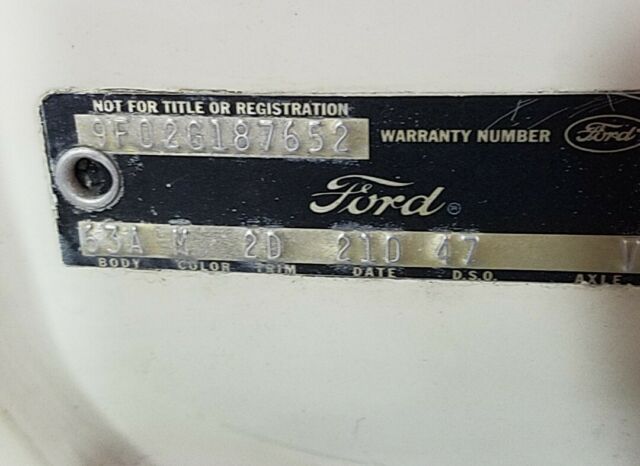 NOT FOR TITLE OR REGISTRATION
9F02G187652 WARRANTY NUMBER Ford
Ford
63A M 2D 21D 47 V
BODY COLOR TRIM DATE D.S.O. AXLE